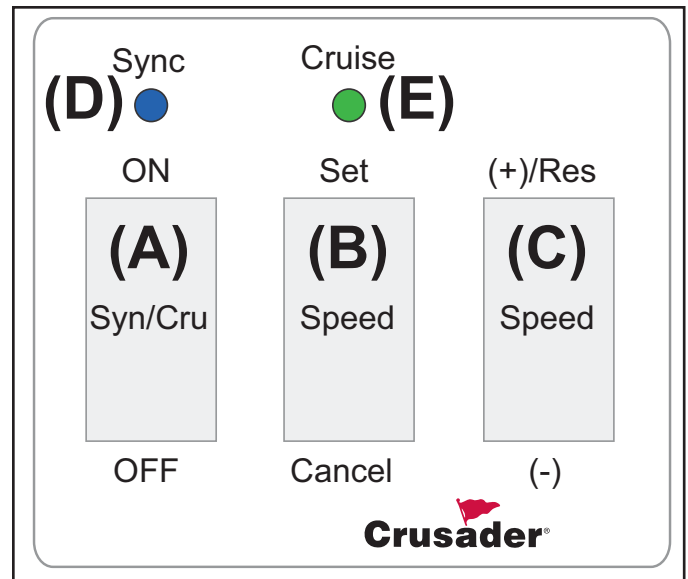 Sync Cruise
(D) (E)
ON Set (+)/Res
(A) (B) (C)
Syn/Cru Speed Speed
OFF Cancel (-)
Crusader®